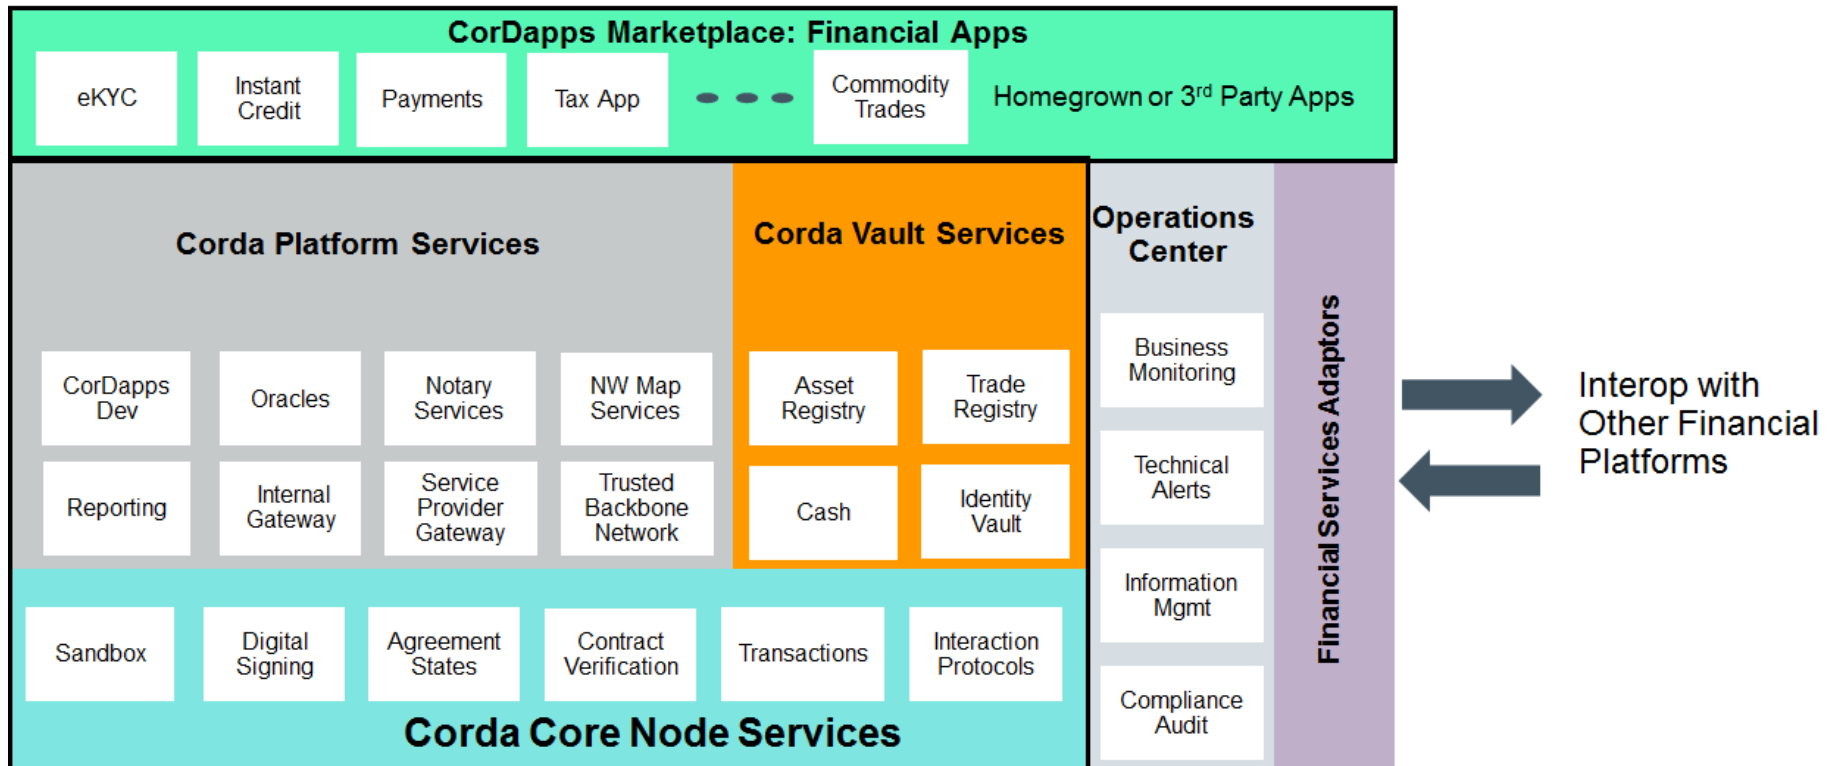 CorDapps Marketplace: Financial Apps
eKYC
Instant
Credit
Payments
Tax App
Commodity
Trades
Homegrown or 3rd Party Apps
Corda Platform Services
CorDapps
Dev
Oracles
Notary
Services
NW Map
Services
Reporting
Internal
Gateway
Service
Provider
Gateway
Trusted
Backbone
Network
Corda Vault Services
Asset
Registry
Trade
Registry
Cash
Identity
Vault
Operations
Center
Business
Monitoring
Technical
Alerts
Information
Mgmt
Compliance
Audit
Financial Services Adaptors
Interop with
Other Financial
Platforms
Sandbox
Digital
Signing
Agreement
States
Contract
Verification
Transactions
Interaction
Protocols
Corda Core Node Services